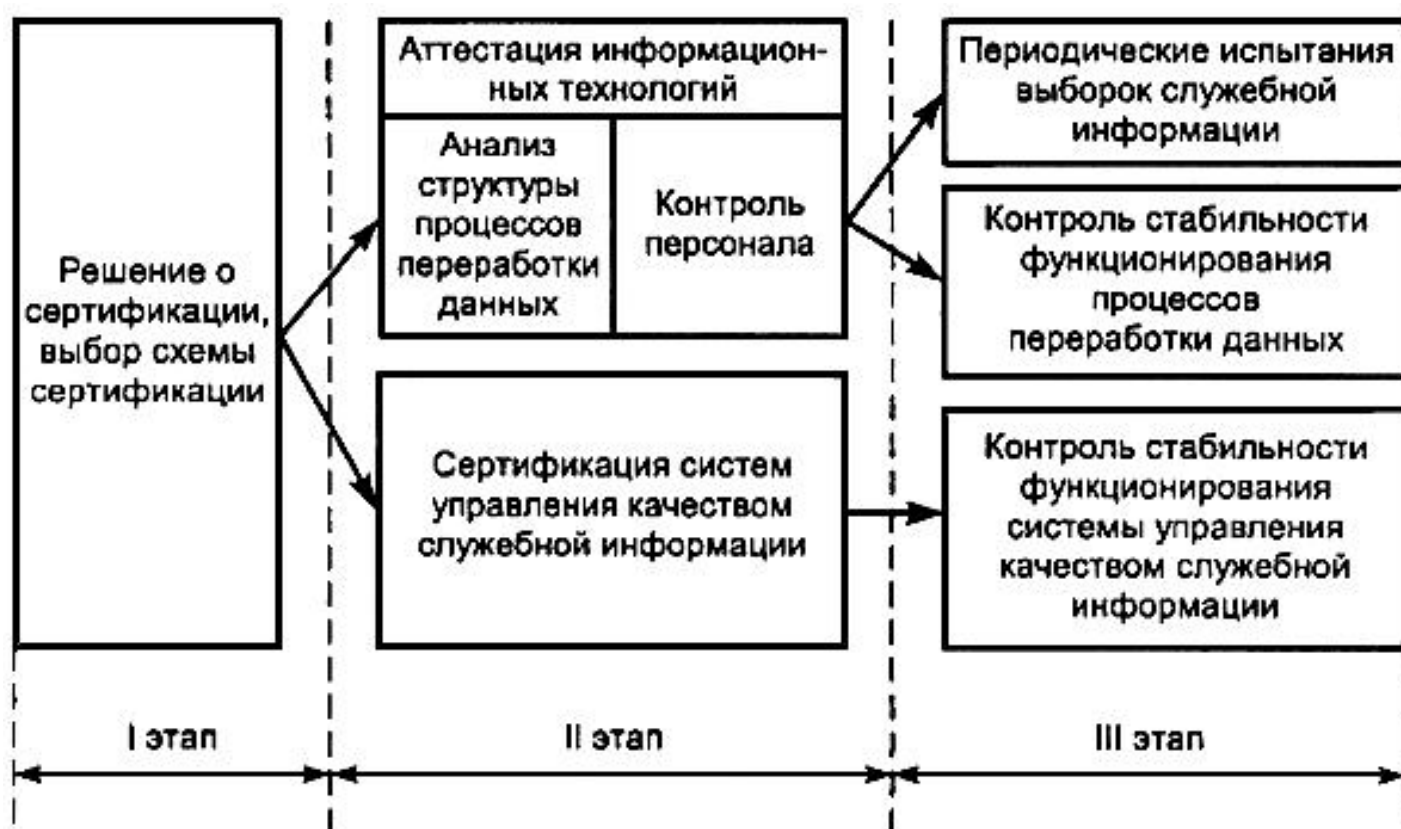 Решение о
сертификации,
выбор схемы
сертификации
Аттестация информацион-
ных технологий
Анализ
структуры
процессов
переработки
данных
Контроль
персонала
Сертификация систем
управления качеством
служебной информации
Периодические испытания
выборок служебной
информации
Контроль стабильности
функционирования
процессов
переработки данных
Контроль стабильности
функционирования
системы управления
качеством служебной
информации
I этап
II этап
III этап